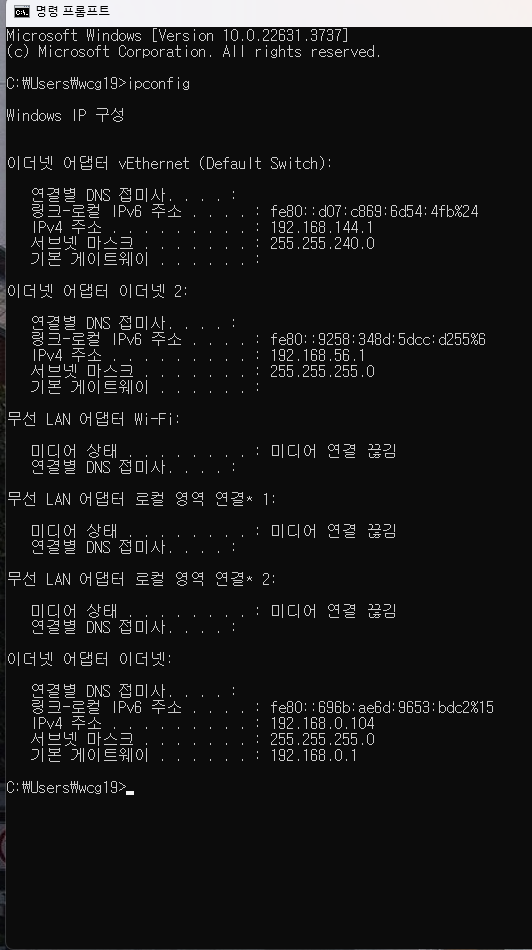 명령 프롬프트
Microsoft Windows [Version 10.0.22631.3737]
(c) Microsoft Corporation. All rights reserved.
C:₩Users₩wcg19>ipconfig
Windows IP 구성
이더넷 어댑터 vEthernet (Default Switch):
연결별 DNS 접미사. . . . :
링크-로컬 IPv6 주소 . . . . : fe80::d07:c869:6d54:4fb%24
IPv4 주소 . . . . . . . . . : 192.168.144.1
서브넷 마스크 . . . . . . . : 255.255.240.0
기본 게이트웨이 . . . . . . :
이더넷 어댑터 이더넷 2:
연결별 DNS 접미사. . . . :
링크-로컬 IPv6 주소 . . . . : fe80::9258:348d:5dcc:d255%6
IPv4 주소 . . . . . . . . . : 192.168.56.1
서브넷 마스크 . . . . . . . : 255.255.255.0
기본 게이트웨이 . . . . . . :
무선 LAN 어댑터 Wi-Fi:
미디어 상태 . . . . . . . . : 미디어 연결 끊김
연결별 DNS 접미사. . . . :
무선 LAN 어댑터 로컬 영역 연결* 1:
미디어 상태 . . . . . . . . : 미디어 연결 끊김
연결별 DNS 접미사. . . . :
무선 LAN 어댑터 로컬 영역 연결* 2:
미디어 상태 . . . . . . . . : 미디어 연결 끊김
연결별 DNS 접미사. . . . :
이더넷 어댑터 이더넷:
연결별 DNS 접미사. . . . :
링크-로컬 IPv6 주소 . . . . : fe80::696b:ae6d:9653:bdc2%15
IPv4 주소 . . . . . . . . . : 192.168.0.104
서브넷 마스크 . . . . . . . : 255.255.255.0
기본 게이트웨이 . . . . . . : 192.168.0.1
C:₩Users₩wcg19>